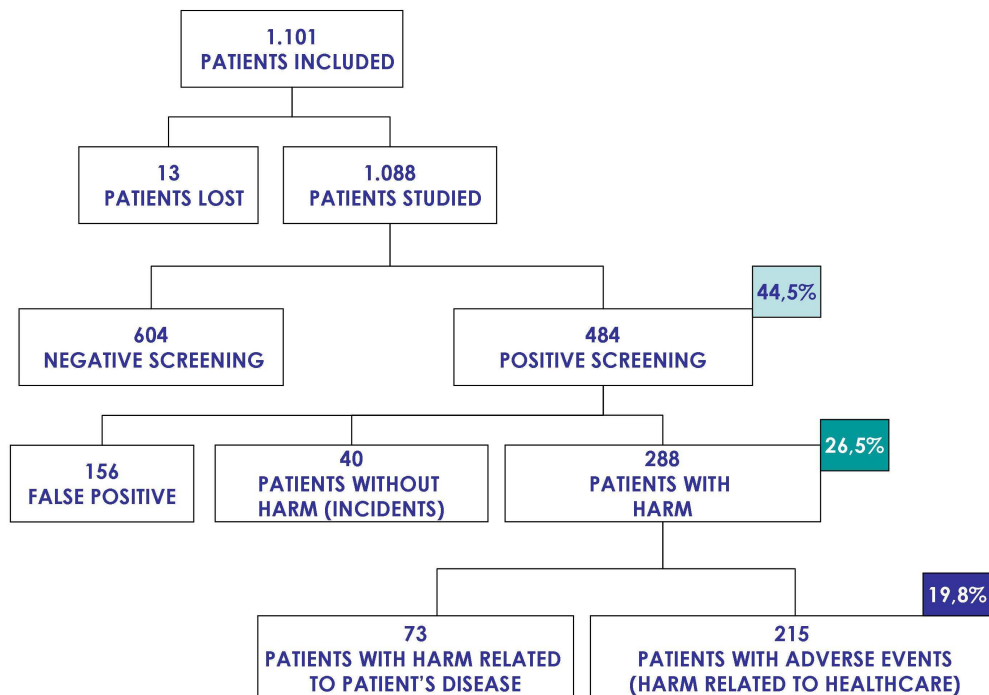 1.101
PATIENTS INCLUDED
13
PATIENTS LOST
1.088
PATIENTS STUDIED
44,5%
604
NEGATIVE SCREENING
484
POSITIVE SCREENING
26,5%
156
FALSE POSITIVE
40
PATIENTS WITHOUT
HARM (INCIDENTS)
288
PATIENTS WITH
HARM
19,8%
73
PATIENTS WITH HARM RELATED
TO PATIENT'S DISEASE
215
PATIENTS WITH ADVERSE EVENTS
(HARM RELATED TO HEALTHCARE)